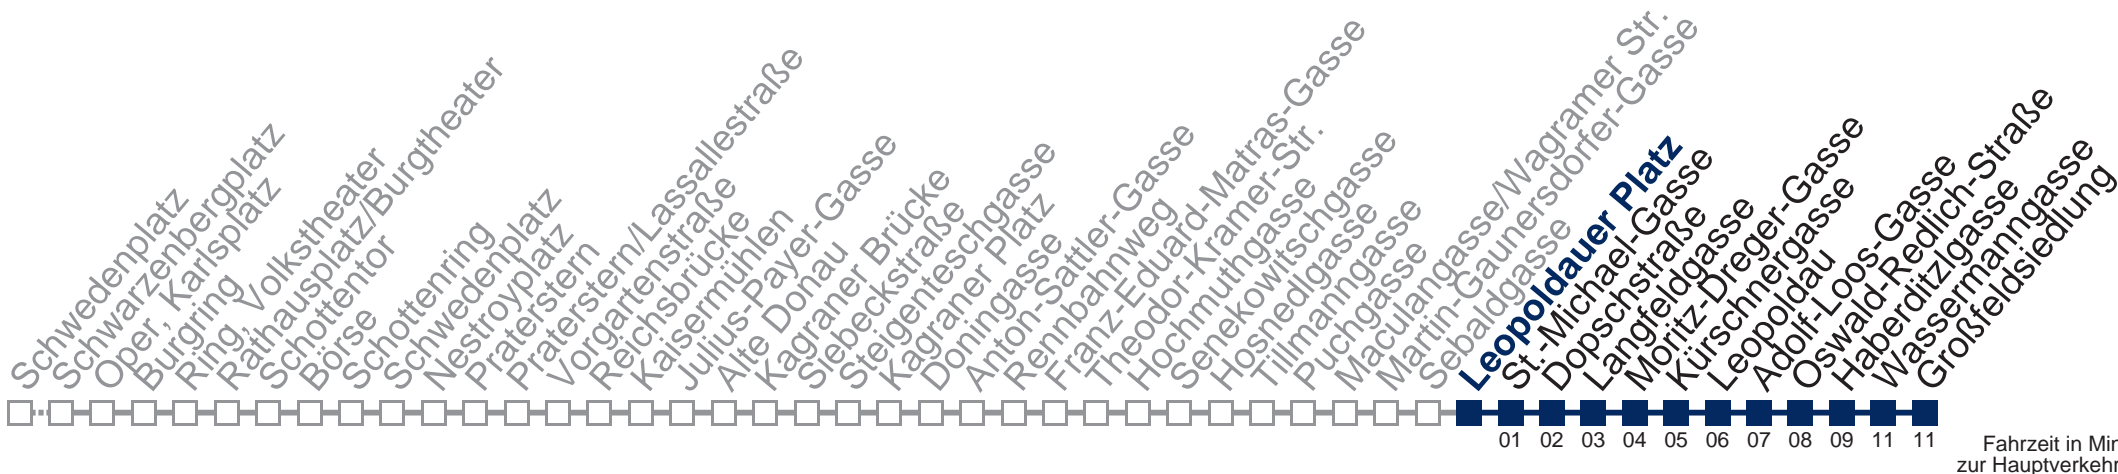 Schwedenplatz
Schwarzenbergplatz
Oper, Karlsplatz
Burgring
Ring, Volkstheater
Rathausplatz/Burgtheater
Schottentor
Börse
Schottenring
Schwedenplatz
Nestroyplatz
Praterstern
Praterstern/Lassallestraße
Vorgartenstraße
Reichsbrücke
Kaisermühlen
Julius-Payer-Gasse
Alte Donau
Kagraner Brücke
Siebeckstraße
Steigenteschgasse
Kagraner Platz
Doningasse
Anton-Sattler-Gasse
Rennbahnweg
Franz-Eduard-Matras-Gasse
Theodor-Kramer-Str.
Hochmuthgasse
Senekowitschgasse
Hosnedlgasse
Tillmanngasse
Puchgasse
Maculangasse/Wagramer Str.
Martin-Gaunersdorfer-Gasse
Sebaldgasse
Leopoldauer Platz
St.-Michael-Gasse
Dopschstraße
Langfeldgasse
Moritz-Dreger-Gasse
Kürschnergasse
Leopoldau
Adolf-Loos-Gasse
Oswald-Redlich-Straße
Haberditzlgasse
Wassermanngasse
Großfeldsiedlung
01 02 03 04 05 06 07 08 09 11 11
Fahrzeit in Min
zur Hauptverkehr